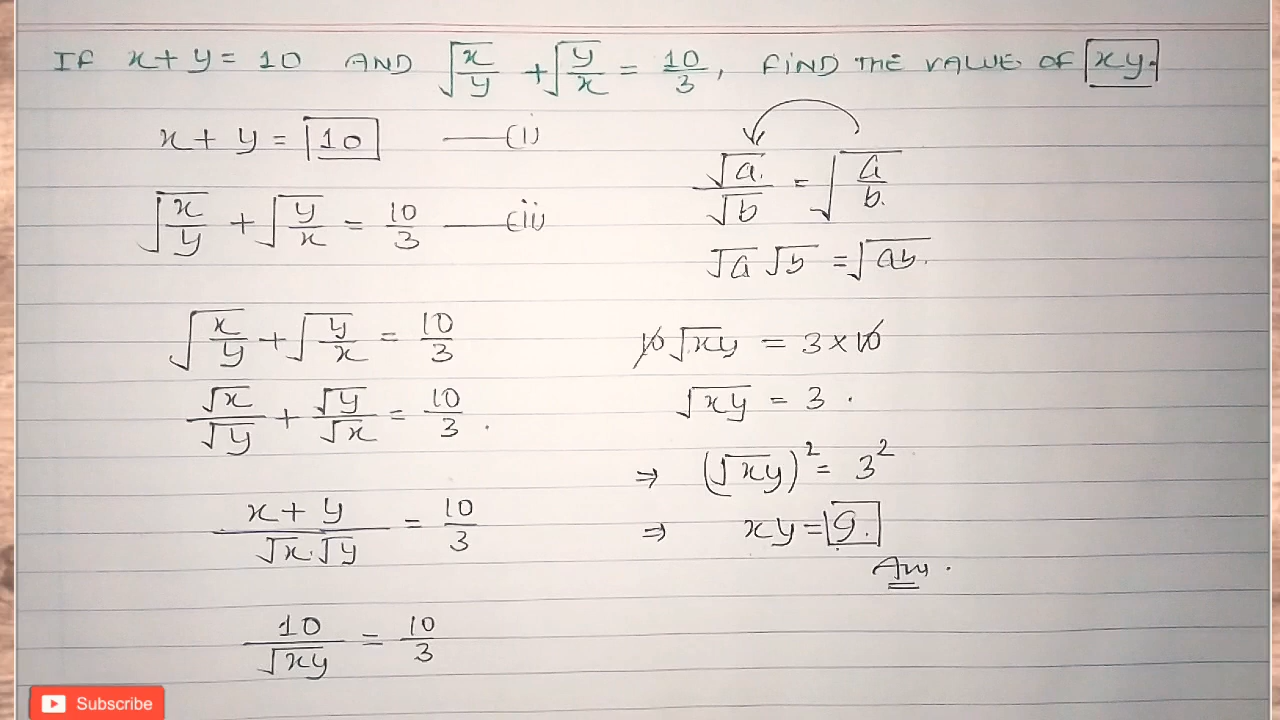 IF x + y = 10 AND √(x/y) + √(y/x) = 10/3, FIND THE VALUE OF xy.
x + y = 10 ——(i)
√(x/y) + √(y/x) = 10/3 ——(ii)
√(x/y) + √(y/x) = 10/3
√x/√y + √y/√x = 10/3.
(x + y)/(√x.√y) = 10/3
10/√xy = 10/3
√a/√b = √(a/b.)
√a √b = √ab.
10√xy = 3 × 10
√xy = 3.
⇒ (√xy)² = 3²
⇒ xy = 9.
Ans.
Subscribe